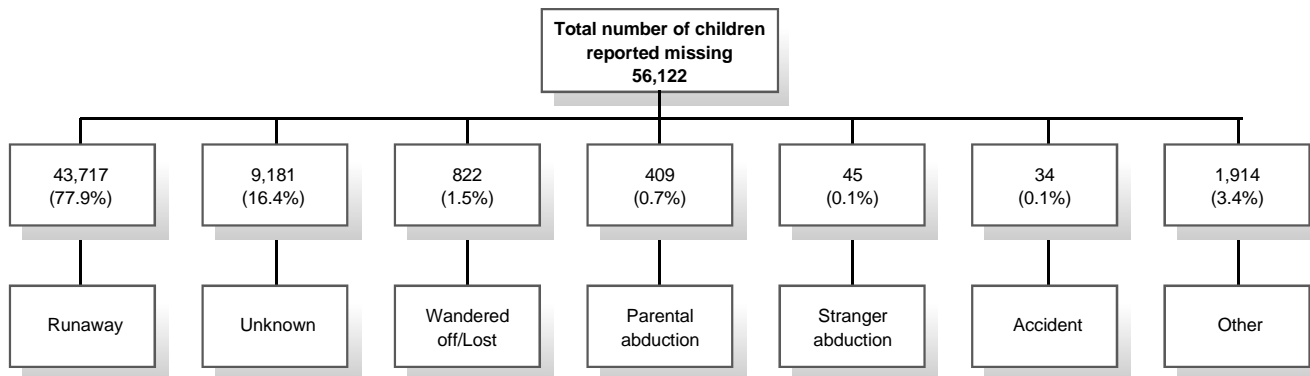 Total number of children
reported missing
56,122
43,717
(77.9%)
9,181
(16.4%)
822
(1.5%)
409
(0.7%)
45
(0.1%)
34
(0.1%)
1,914
(3.4%)
Runaway
Unknown
Wandered
off/Lost
Parental
abduction
Stranger
abduction
Accident
Other